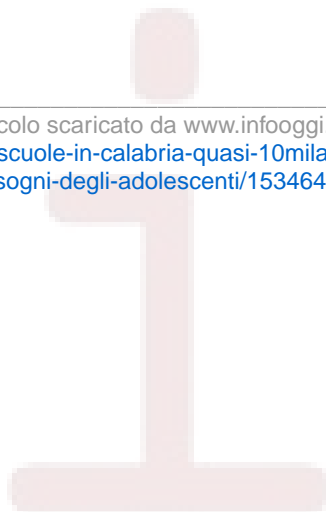 colo scaricato da www.infooggi
scuole-in-calabria-quasi-10mila
sogni-degli-adolescenti/153464